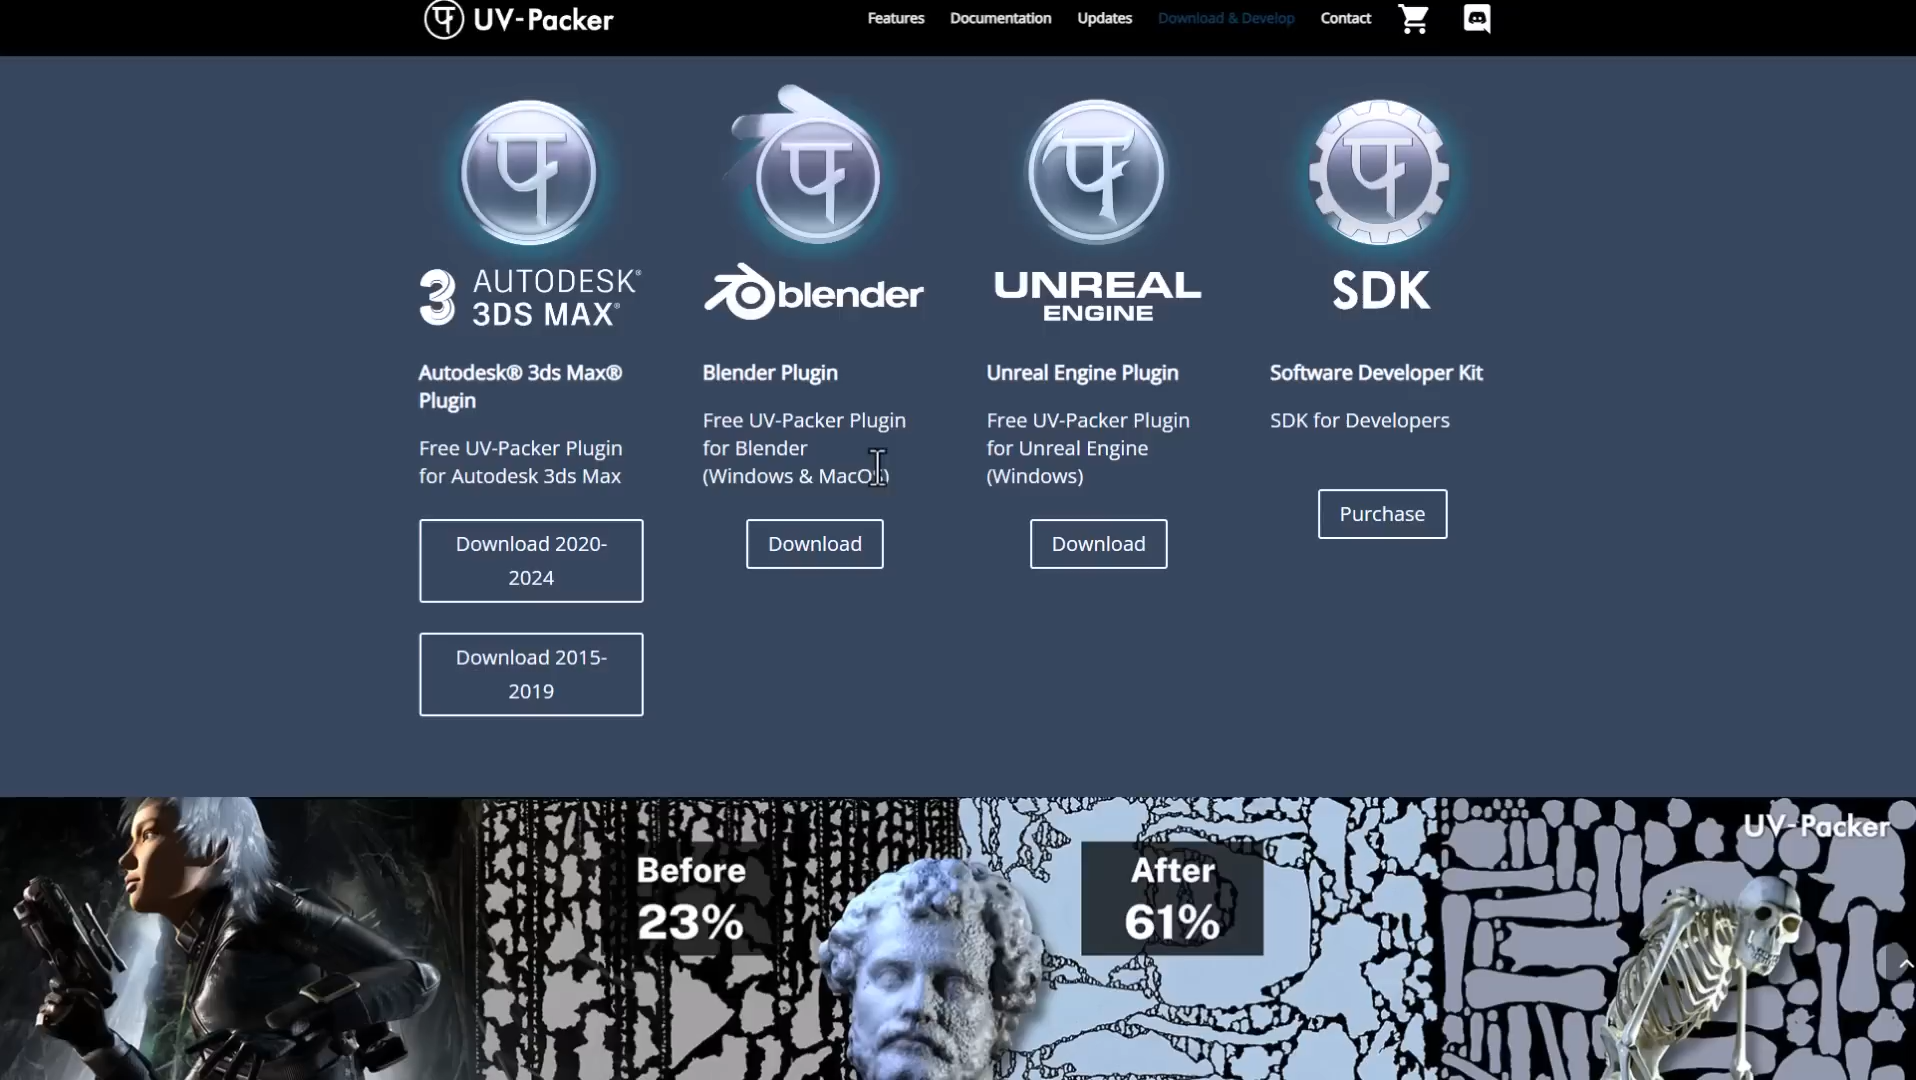 UV-Packer
Features
Documentation
Updates
Download & Develop
Contact
3 AUTODESK®
3DS MAX®
blender
UNREAL
ENGINE
SDK
Autodesk® 3ds Max®
Plugin
Free UV-Packer Plugin
for Autodesk 3ds Max
Download 2020-
2024
Download 2015-
2019
Blender Plugin
Free UV-Packer Plugin
for Blender
(Windows & MacOS)
Download
Unreal Engine Plugin
Free UV-Packer Plugin
for Unreal Engine
(Windows)
Download
Software Developer Kit
SDK for Developers
Purchase
Before
23%
After
61%
UV-Packer